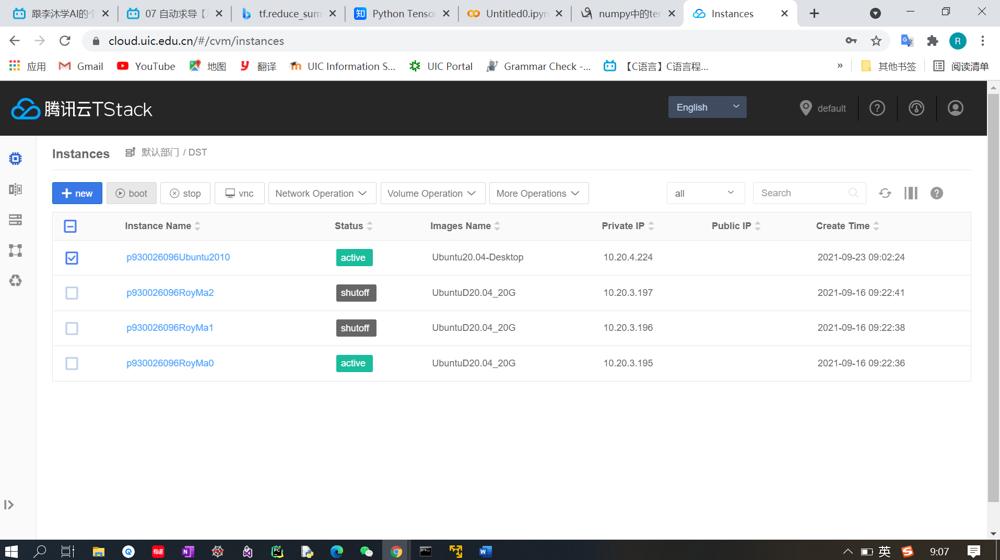 跟李沐学AI的个
07 自动求导【
tf.reduce_sum
知 Python Tensor
Untitled0.ipyn
numpy中的ter
Instances
cloud.uic.edu.cn/#/cvm/instances
R
应用
Gmail
YouTube
地图
翻译
UIC Information S...
UIC Portal
Grammar Check -...
【C语言】C语言程...
»
其他书签
阅读清单
腾讯云TStack
English
default
Instances
默认部门 / DST
new
boot
stop
vnc
Network Operation
Volume Operation
More Operations
all
Search
Instance Name Status Images Name Private IP Public IP Create Time
p930026096Ubuntu2010 active Ubuntu20.04-Desktop 10.20.4.224 2021-09-23 09:02:24
p930026096RoyMa2 shutoff UbuntuD20.04_20G 10.20.3.197 2021-09-16 09:22:41
p930026096RoyMa1 shutoff UbuntuD20.04_20G 10.20.3.196 2021-09-16 09:22:38
p930026096RoyMa0 active UbuntuD20.04_20G 10.20.3.195 2021-09-16 09:22:36
有道
N
PC
W
英
9:07